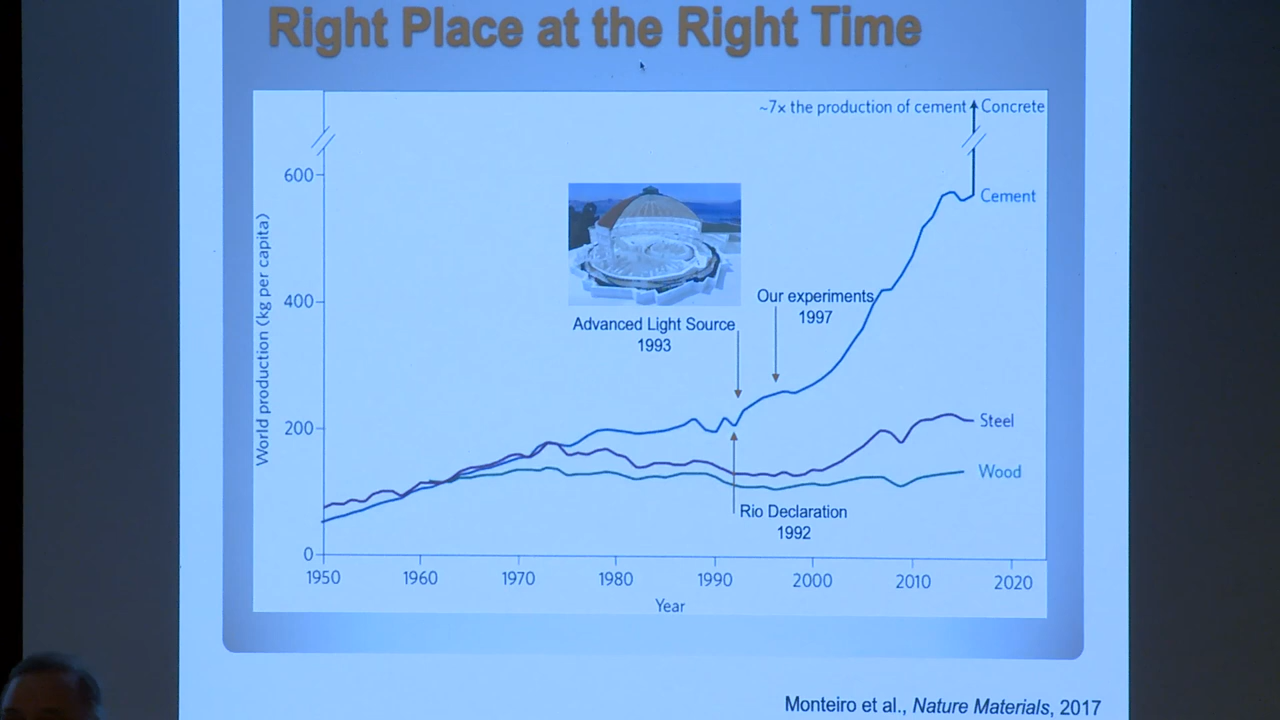 Right Place at the Right Time
~7× the production of cement
Concrete
600
Cement
World production (kg per capita)
400
Our experiments
1997
Advanced Light Source
1993
200
Steel
Wood
Rio Declaration
1992
0
1950 1960 1970 1980 1990 2000 2010 2020
Year
Monteiro et al., Nature Materials, 2017